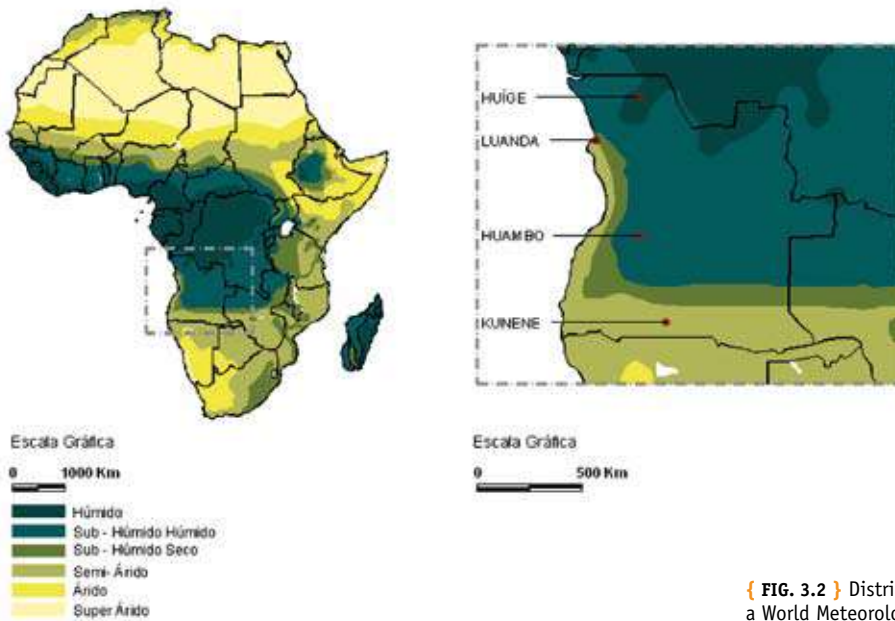 HUÍGE
LUANDA
HUAMBO
KUNENE
Escala Gráfica
0 1000 Km
Húmido
Sub - Húmido Húmido
Sub - Húmido Seco
Semi- Árido
Árido
Super Árido
Escala Gráfica
0 500 Km
{ FIG. 3.2 } Distri
a World Meteorolo